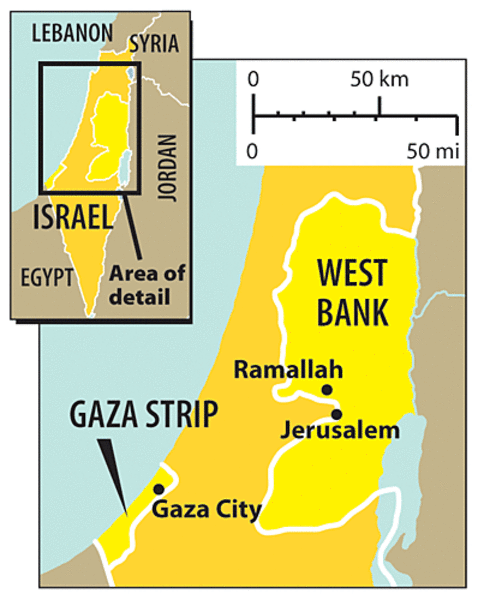 LEBANON
SYRIA
JORDAN
ISRAEL
EGYPT
Area of
detail
0 50 km
0 50 mi
WEST
BANK
Ramallah
Jerusalem
GAZA STRIP
Gaza City